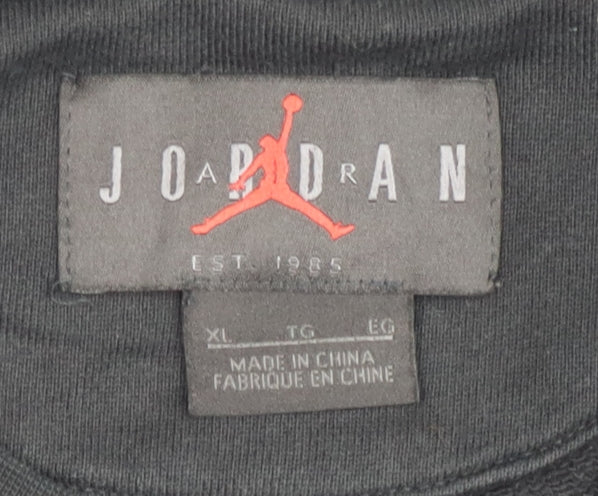 JORDAN
AIR
EST. 1985
XL TG EG
MADE IN CHINA
FABRIQUE EN CHINE